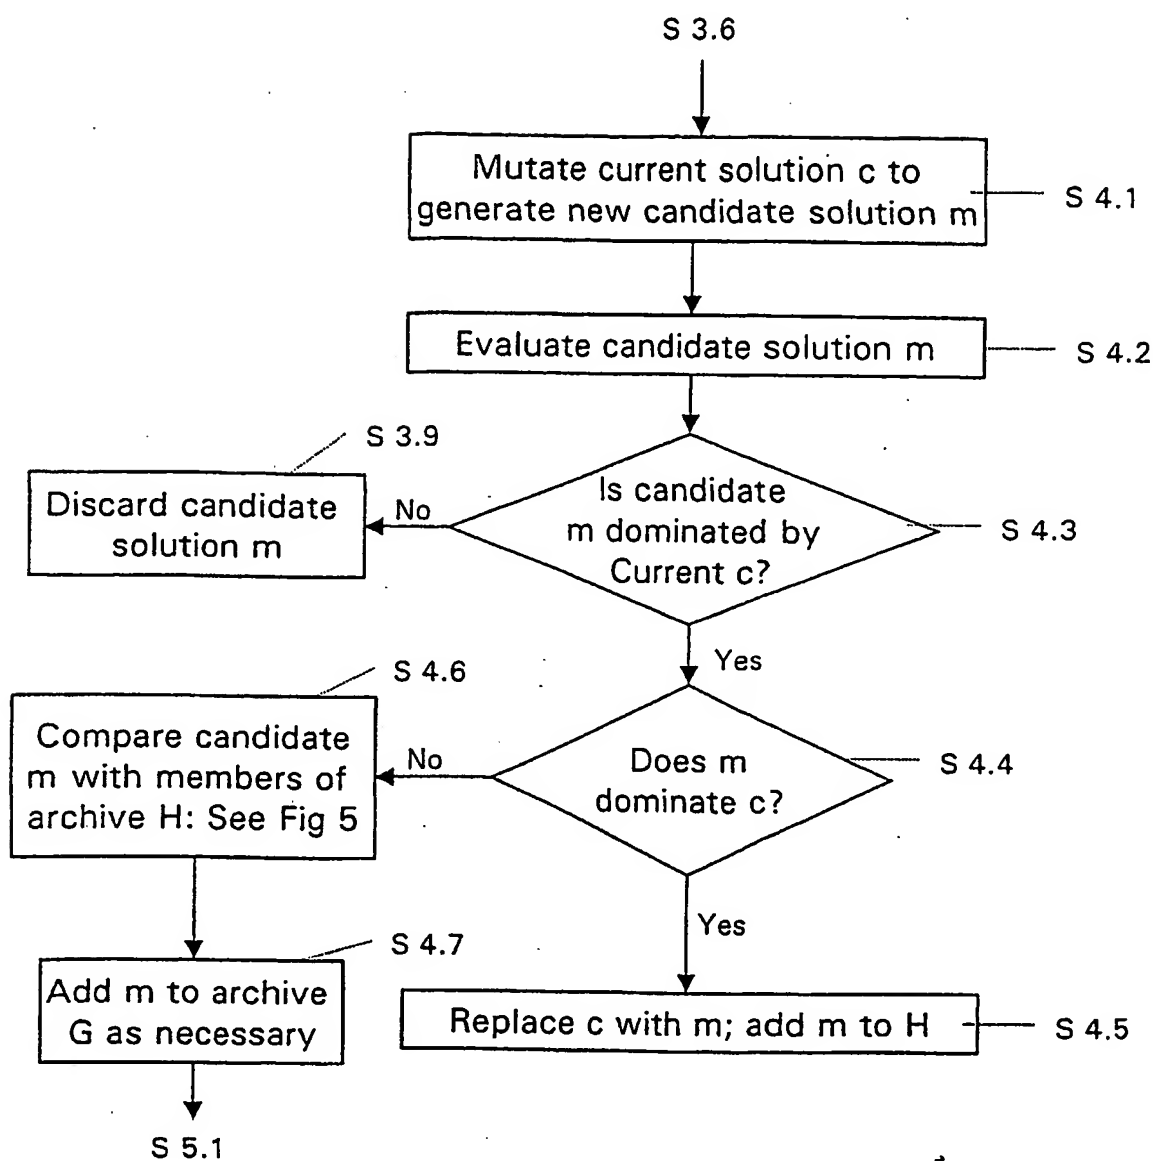 S 3.6
Mutate current solution c to
generate new candidate solution m
S 4.1
Evaluate candidate solution m
S 4.2
S 3.9
Discard candidate
solution m
No
Is candidate
m dominated by
Current c?
S 4.3
Yes
S 4.6
Compare candidate
m with members of
archive H: See Fig 5
No
Does m
dominate c?
S 4.4
Yes
S 4.7
Add m to archive
G as necessary
Replace c with m; add m to H
S 4.5
S 5.1